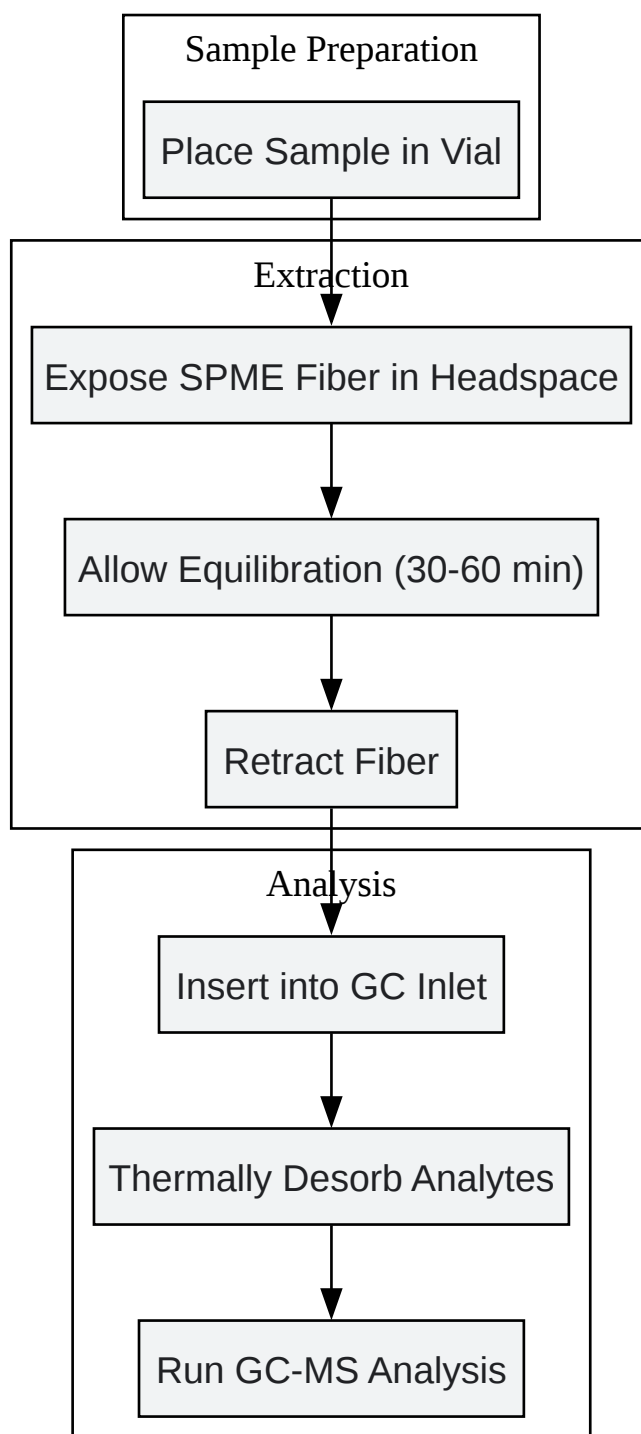 Sample Preparation
Place Sample in Vial
Extraction
Expose SPME Fiber in Headspace
Allow Equilibration (30-60 min)
Retract Fiber
Analysis
Insert into GC Inlet
Thermally Desorb Analytes
Run GC-MS Analysis